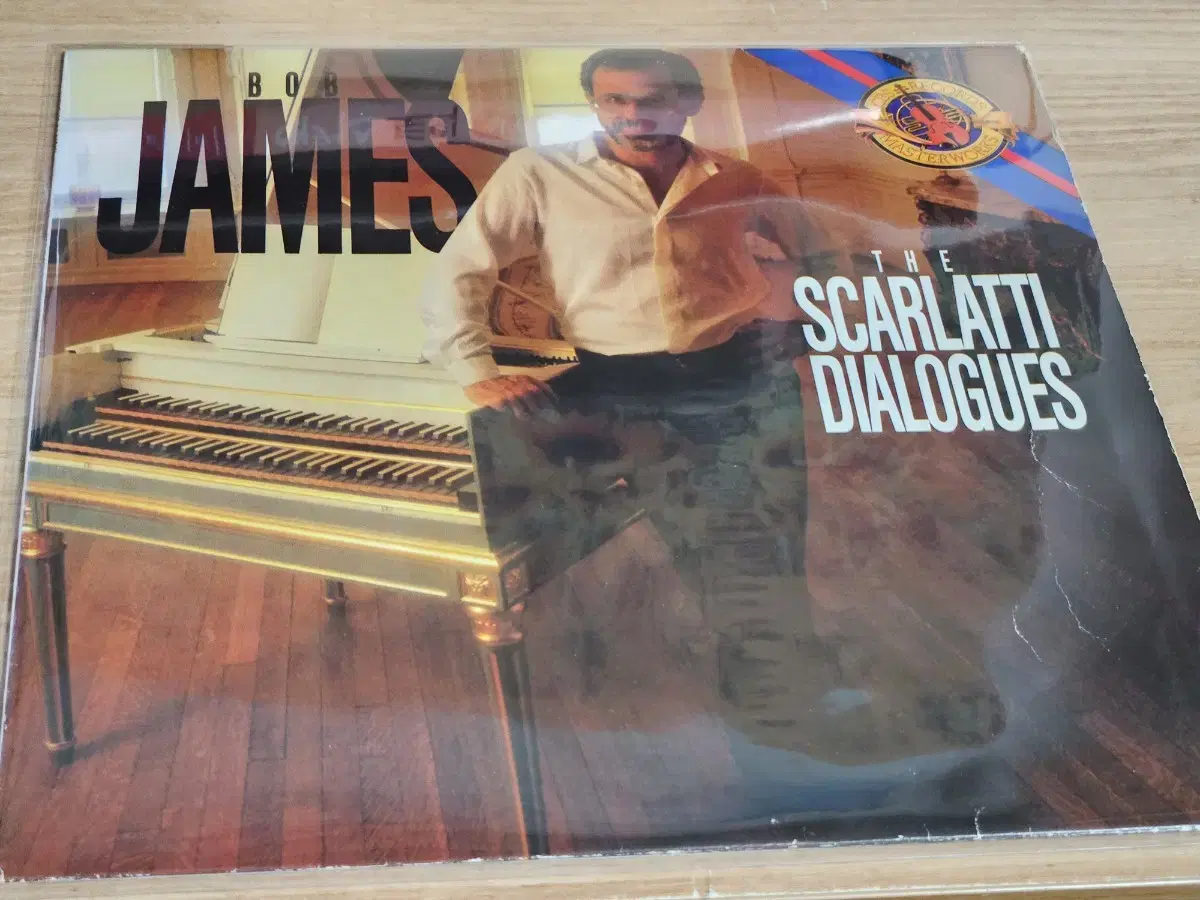 BOB
JAMES
MASTERWORKS
THE
SCARLATTI
DIALOGUES